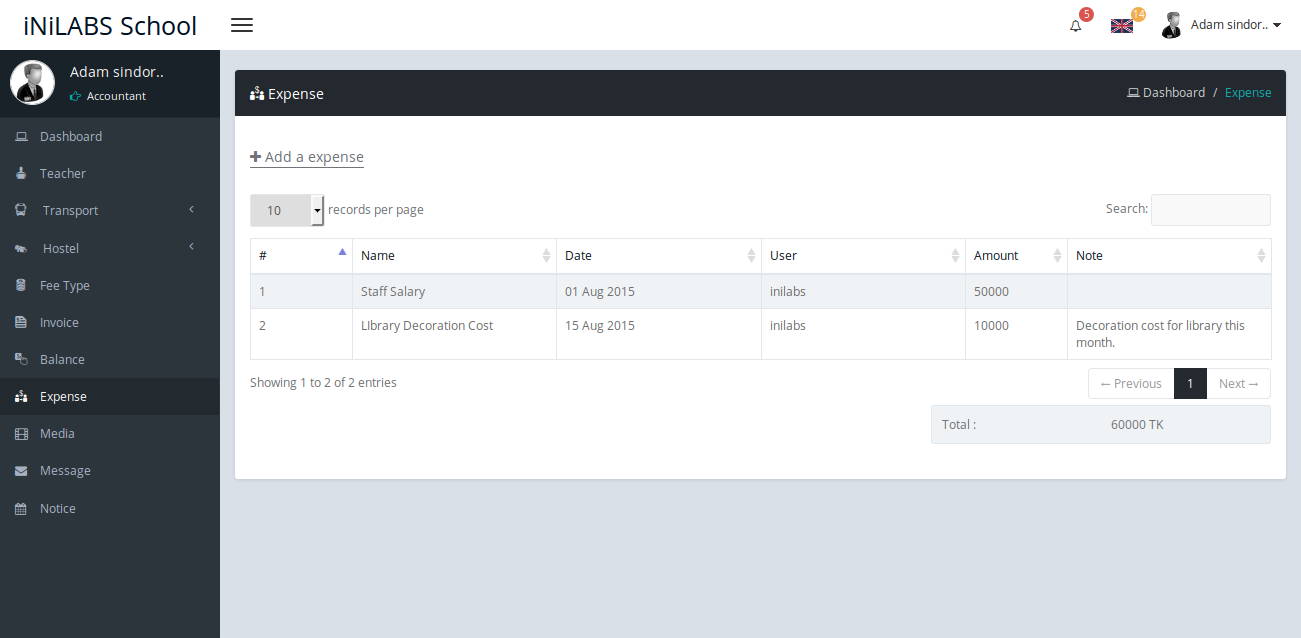 iNiLABS School
5
14
Adam sindor..
Adam sindor..
Accountant
Dashboard
Teacher
Transport
Hostel
Fee Type
Invoice
Balance
Expense
Media
Message
Notice
Expense
Dashboard / Expense
Add a expense
10 records per page
Search:
# Name Date User Amount Note
1 Staff Salary 01 Aug 2015 inilabs 50000
2 LIbrary Decoration Cost 15 Aug 2015 inilabs 10000 Decoration cost for library this
month.
Showing 1 to 2 of 2 entries
← Previous 1 Next →
Total : 60000 TK